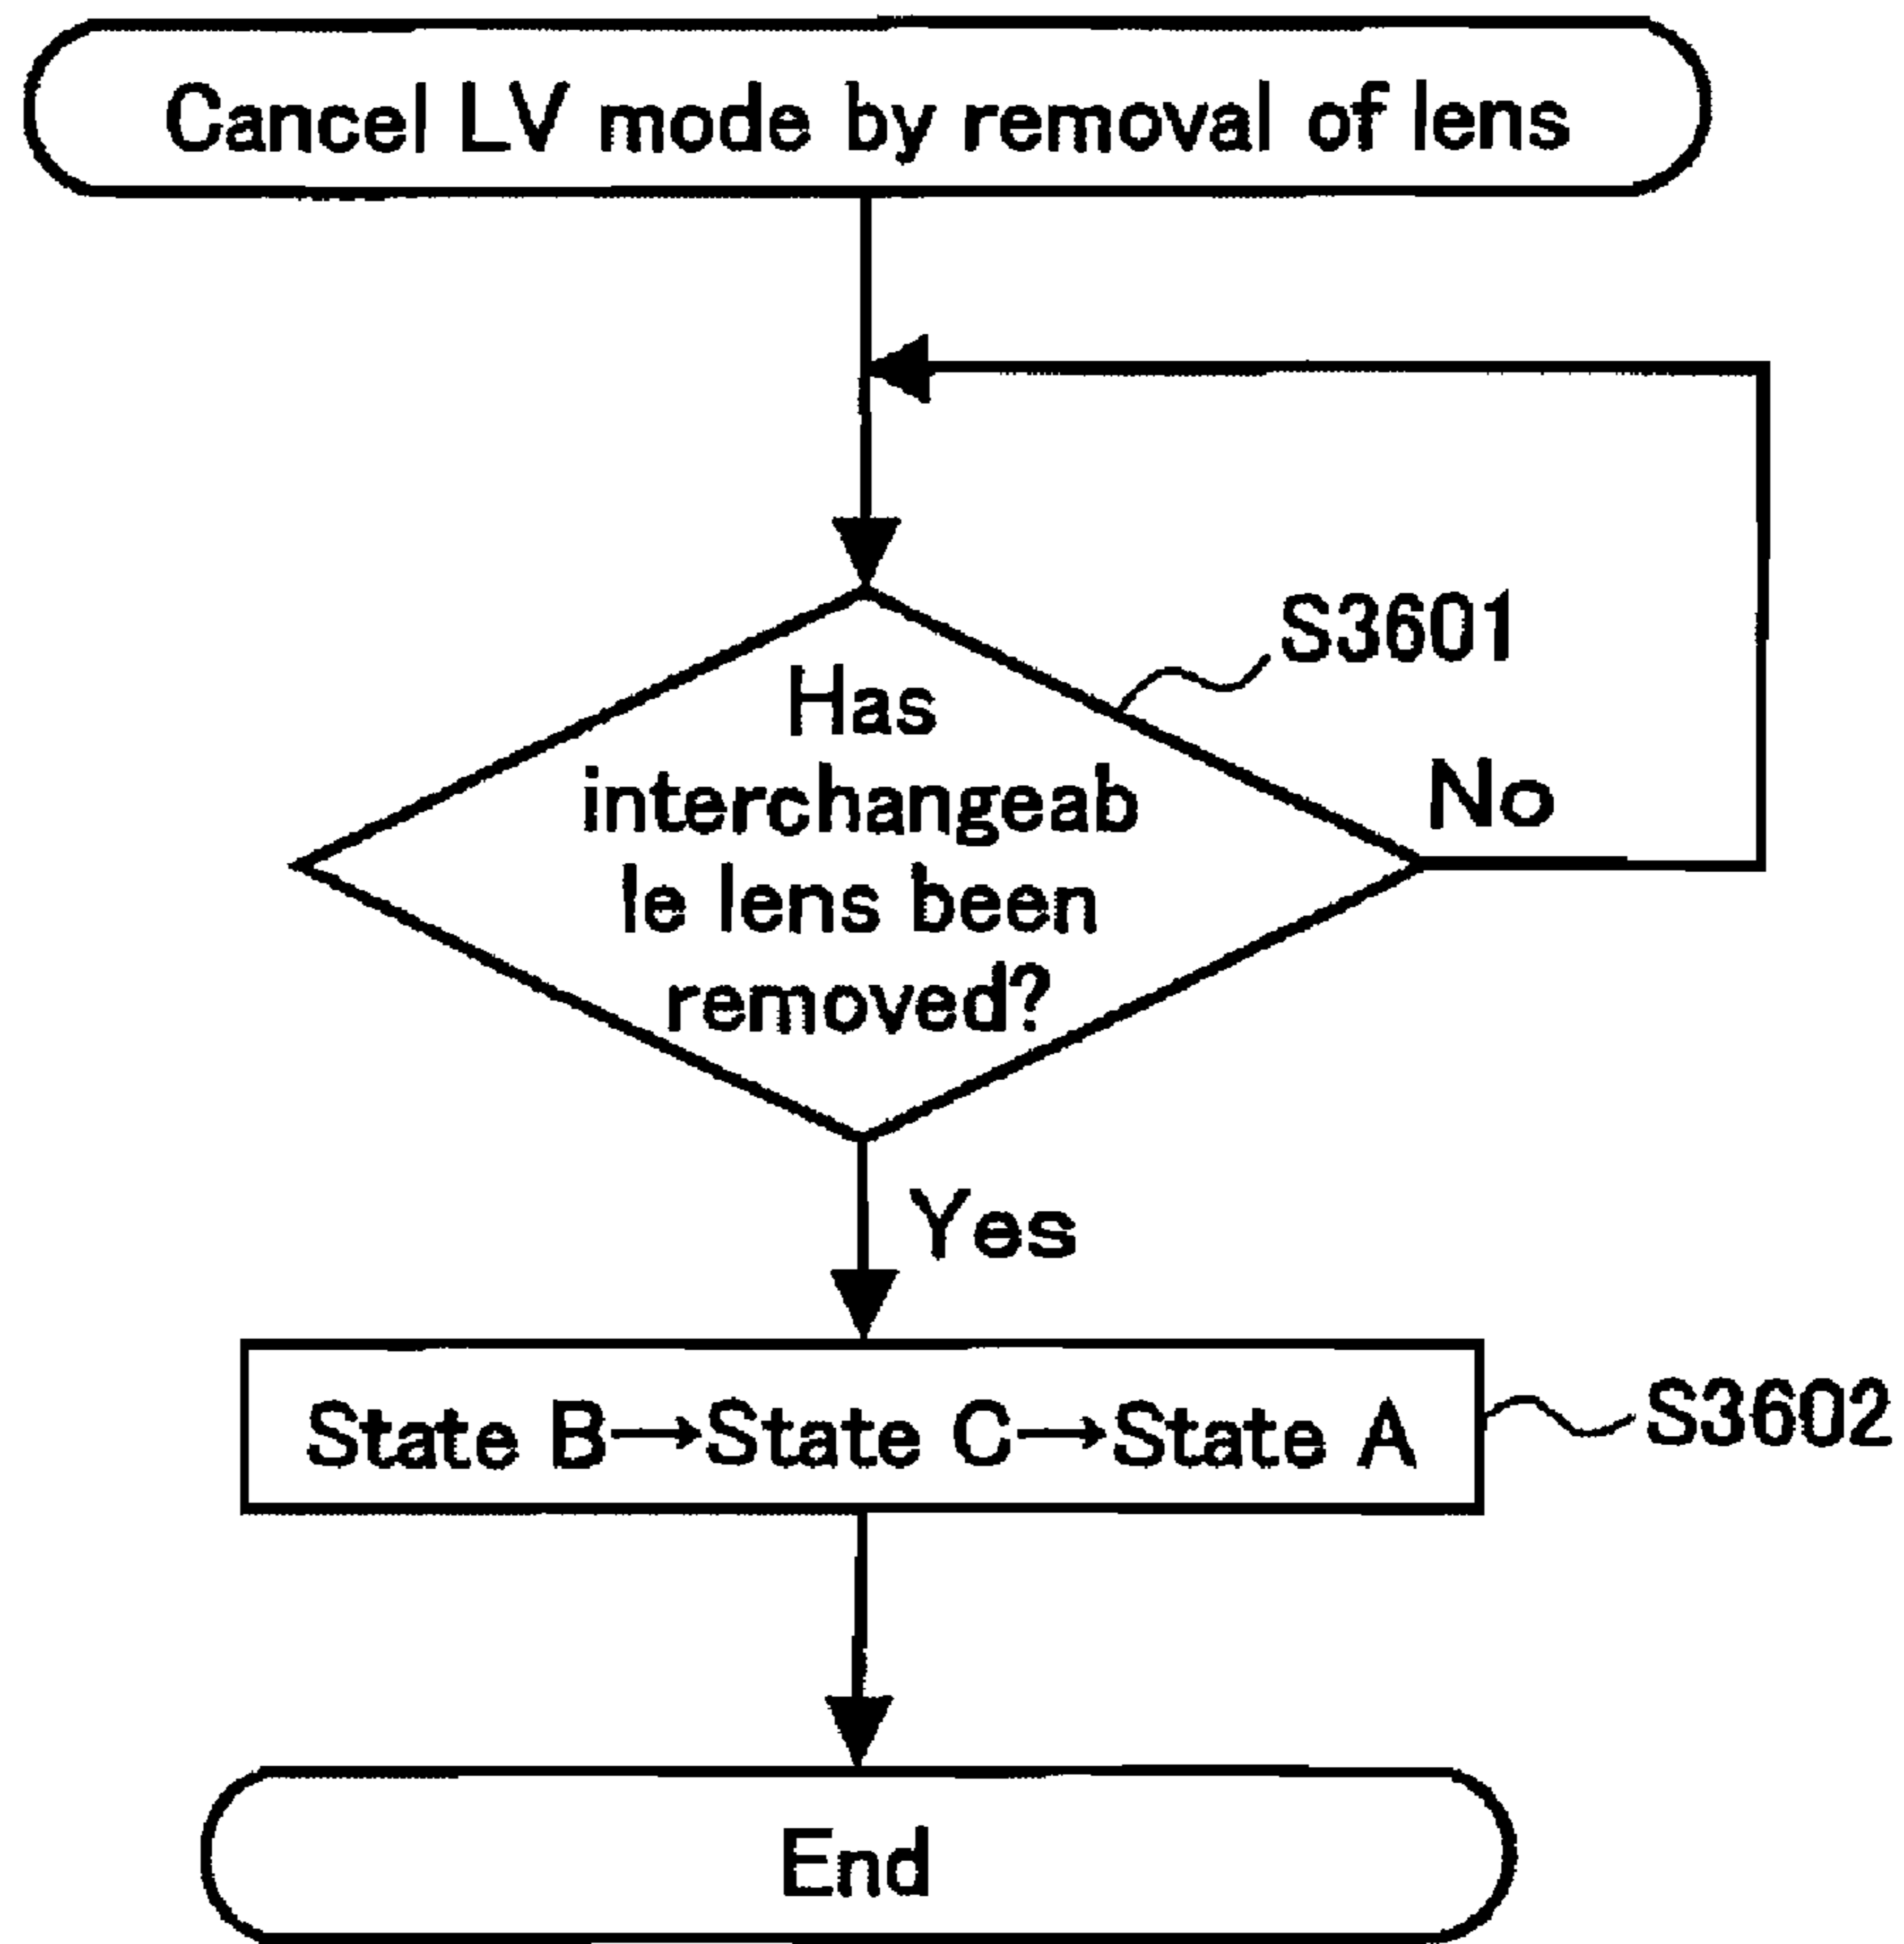 Cancel LV mode by removal of lens
S3601
Has
interchangeab
le lens been
removed?
No
Yes
State B→State C→State A
S3602
End